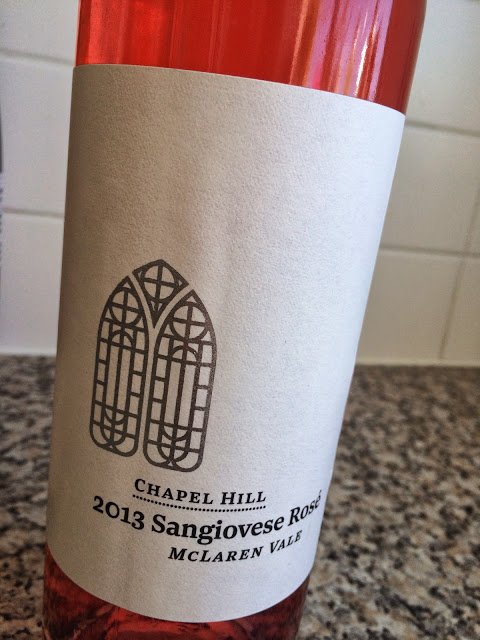 CHAPEL HILL
2013 Sangiovese Rosé
MCLAREN VALE